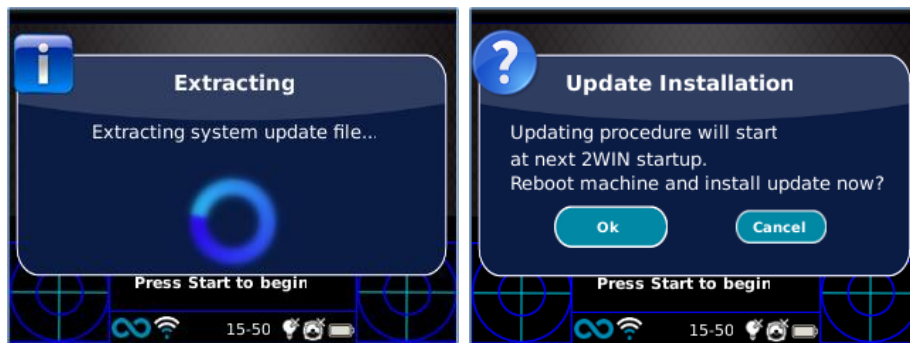 Extracting
Extracting system update file...
Press Start to begin
15-50
Update Installation
Updating procedure will start
at next 2WIN startup.
Reboot machine and install update now?
Ok
Cancel
Press Start to begin
15-50